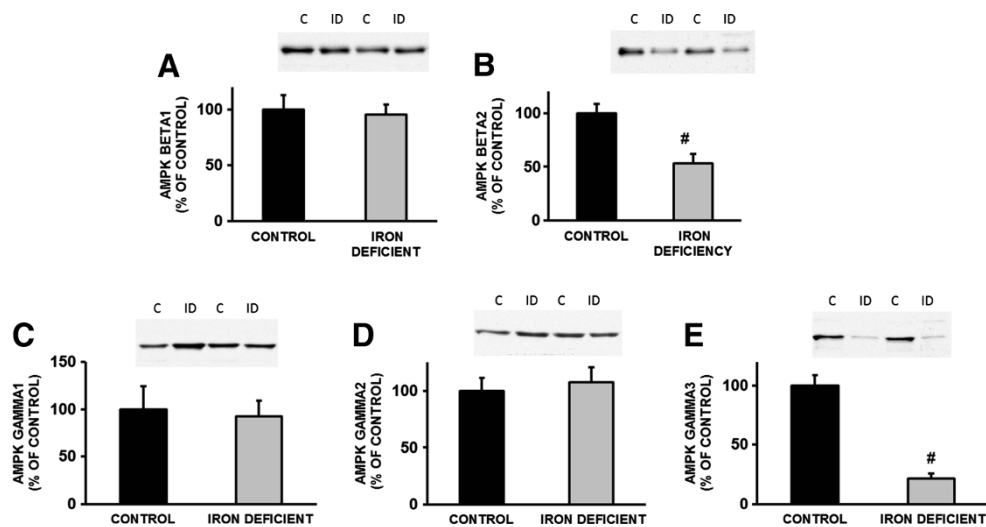 C ID C ID
A
AMPK BETA1
(% OF CONTROL)
100
50
0
CONTROL
IRON
DEFICIENT
C ID C ID
B
AMPK BETA2
(% OF CONTROL)
100
50
0
#
CONTROL
IRON
DEFICIENCY
C ID C ID
C
AMPK GAMMA1
(% OF CONTROL)
150
100
50
0
CONTROL
IRON DEFICIENT
C ID C ID
D
AMPK GAMMA2
(% OF CONTROL)
100
50
0
CONTROL
IRON DEFICIENT
C ID C ID
E
AMPK GAMMA3
(% OF CONTROL)
100
50
0
#
CONTROL
IRON DEFICIENT